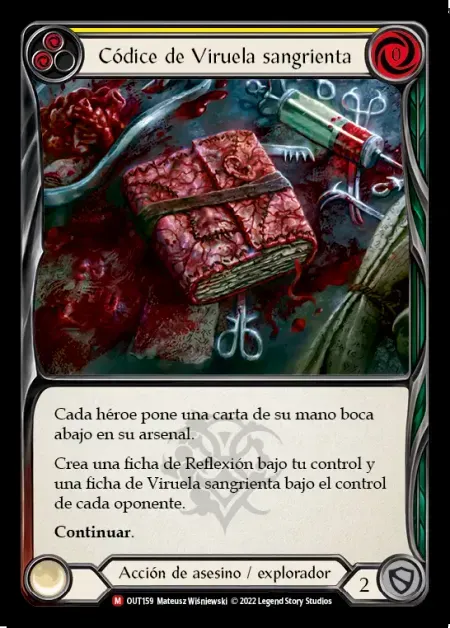 Códice de Viruela sangrienta
0
Cada héroe pone una carta de su mano boca
abajo en su arsenal.
Crea una ficha de Reflexión bajo tu control y
una ficha de Viruela sangrienta bajo el control
de cada oponente.
Continuar.
Acción de asesino / explorador
2
M OUT159 Mateusz Wiśniewski © 2022 Legend Story Studios